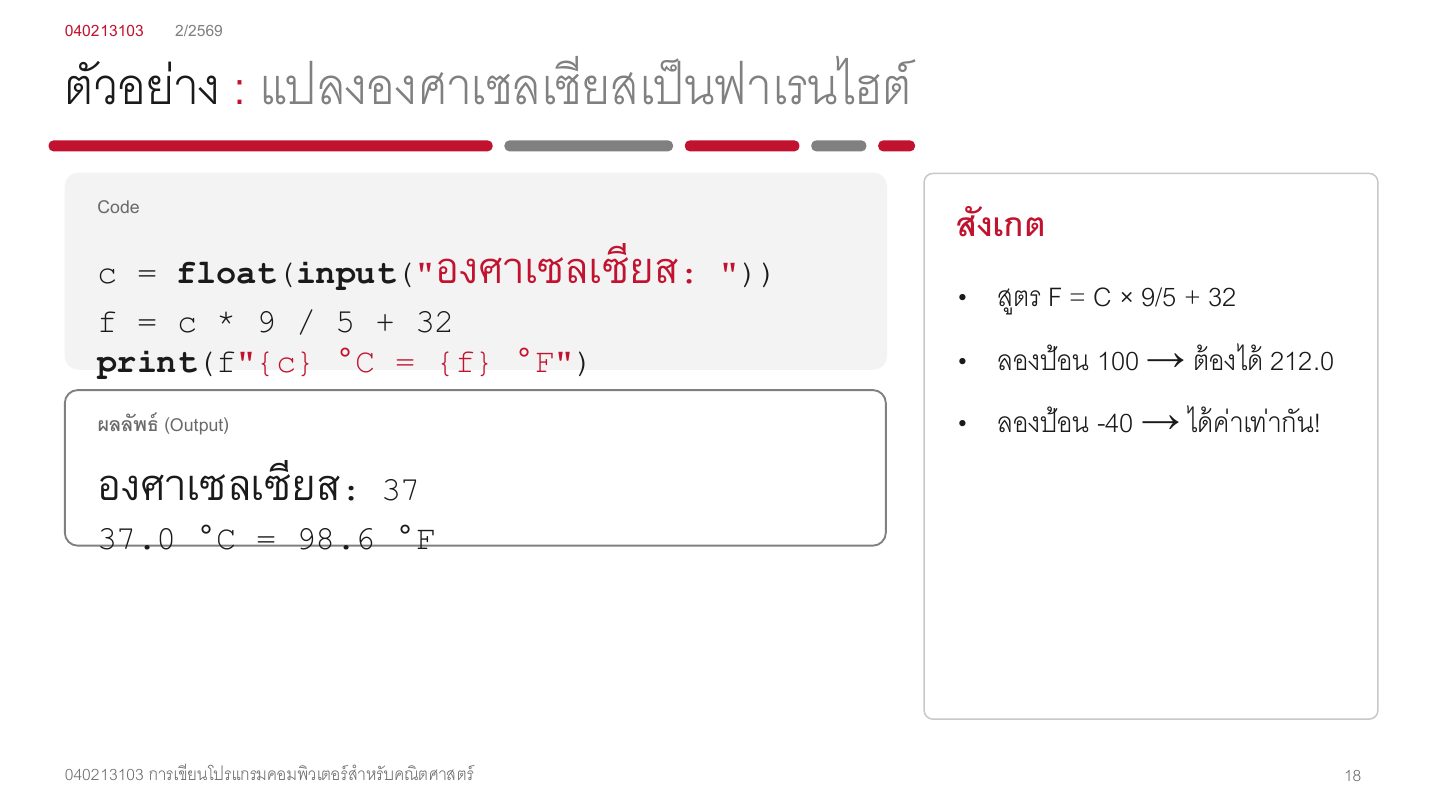 040213103 2/2569
ตัวอย่าง : แปลงองศาเซลเซียสเป็นฟาเรนไฮต์
Code
c = float(input("องศาเซลเซียส: "))
f = c * 9 / 5 + 32
print(f"{c} °C = {f} °F")
ผลลัพธ์ (Output)
องศาเซลเซียส: 37
37.0 °C = 98.6 °F
สังเกต
• สูตร F = C × 9/5 + 32
• ลองป้อน 100 → ต้องได้ 212.0
• ลองป้อน -40 → ได้ค่าเท่ากัน!
040213103 การเขียนโปรแกรมคอมพิวเตอร์สำหรับคณิตศาสตร์
18